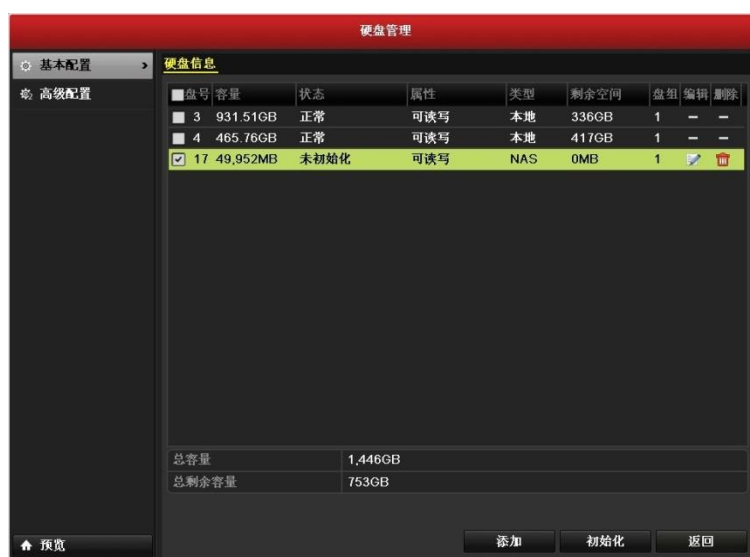 硬盘管理
基本配置 >
高级配置
硬盘信息
盘号 容量 状态 属性 类型 剩余空间 盘组 编辑 删除
3 931.51GB 正常 可读写 本地 336GB 1 – –
4 465.76GB 正常 可读写 本地 417GB 1 – –
17 49,952MB 未初始化 可读写 NAS 0MB 1
总容量 1,446GB
总剩余容量 753GB
预览 添加 初始化 返回